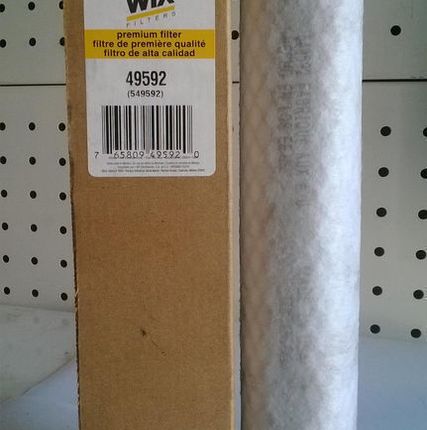 WIX
FILTERS
premium filter
filtre de première qualité
filtro de alta calidad
49592
(549592)
7 65809 49592 0